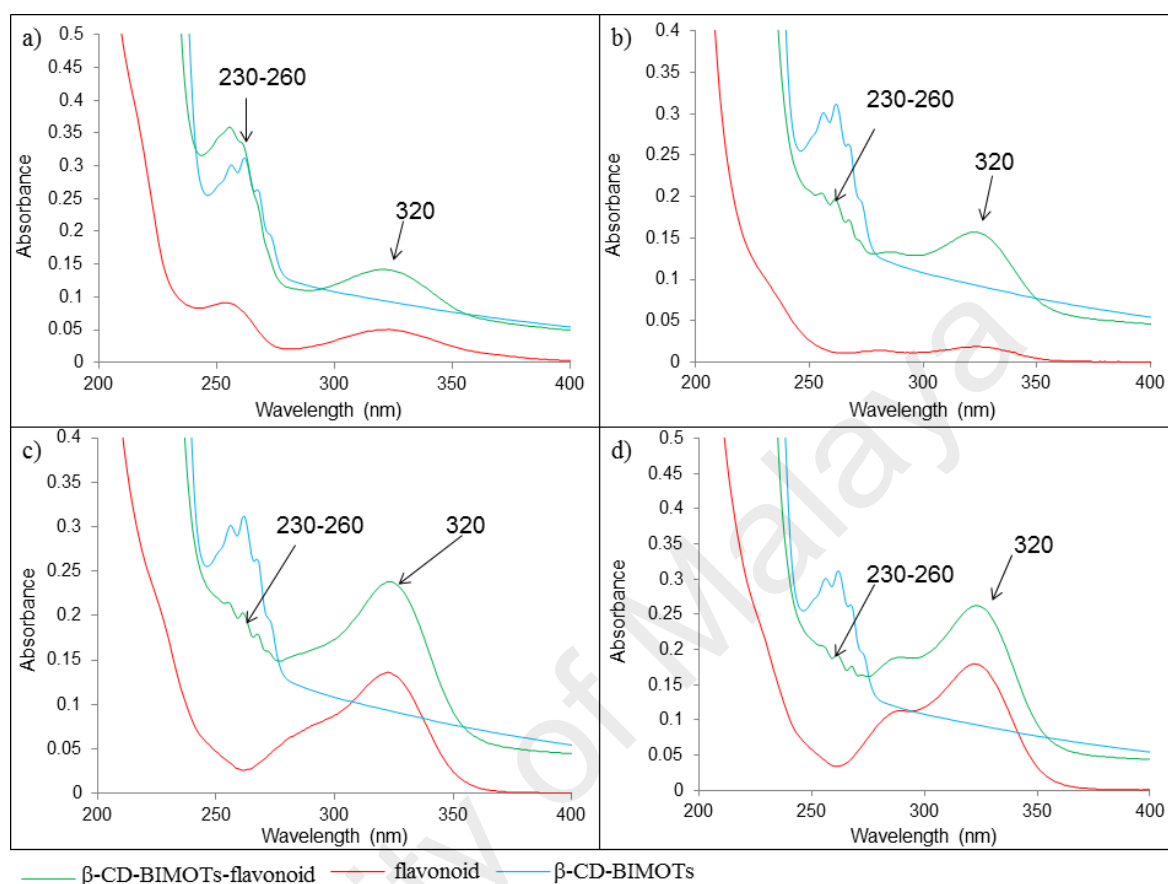 a)
0.5
0.45
0.4
0.35
0.3
0.25
0.2
0.15
0.1
0.05
0
Absorbance
230-260
320
200 250 300 350 400
Wavelength (nm)
b)
0.4
0.35
0.3
0.25
0.2
0.15
0.1
0.05
0
Absorbance
230-260
320
200 250 300 350 400
Wavelength (nm)
c)
0.4
0.35
0.3
0.25
0.2
0.15
0.1
0.05
0
Absorbance
230-260
320
200 250 300 350 400
Wavelength (nm)
d)
0.5
0.45
0.4
0.35
0.3
0.25
0.2
0.15
0.1
0.05
0
Absorbance
230-260
320
200 250 300 350 400
Wavelength (nm)
β-CD-BIMOTs-flavonoid flavonoid β-CD-BIMOTs
ity of Malaya